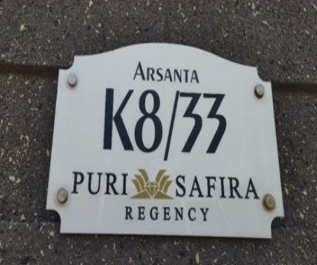 ARSANTA
K8/33
PURI SAFIRA
REGENCY